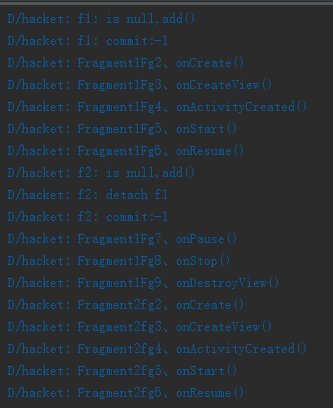 D/hacket: f1: is null,add()
D/hacket: f1: commit:-1
D/hacket: Fragment1Fg2、onCreate()
D/hacket: Fragment1Fg3、onCreateView()
D/hacket: Fragment1Fg4、onActivityCreated()
D/hacket: Fragment1Fg5、onStart()
D/hacket: Fragment1Fg6、onResume()
D/hacket: f2: is null,add()
D/hacket: f2: detach f1
D/hacket: f2: commit:-1
D/hacket: Fragment1Fg7、onPause()
D/hacket: Fragment1Fg8、onStop()
D/hacket: Fragment1Fg9、onDestroyView()
D/hacket: Fragment2fg2、onCreate()
D/hacket: Fragment2fg3、onCreateView()
D/hacket: Fragment2fg4、onActivityCreated()
D/hacket: Fragment2fg5、onStart()
D/hacket: Fragment2fg6、onResume()